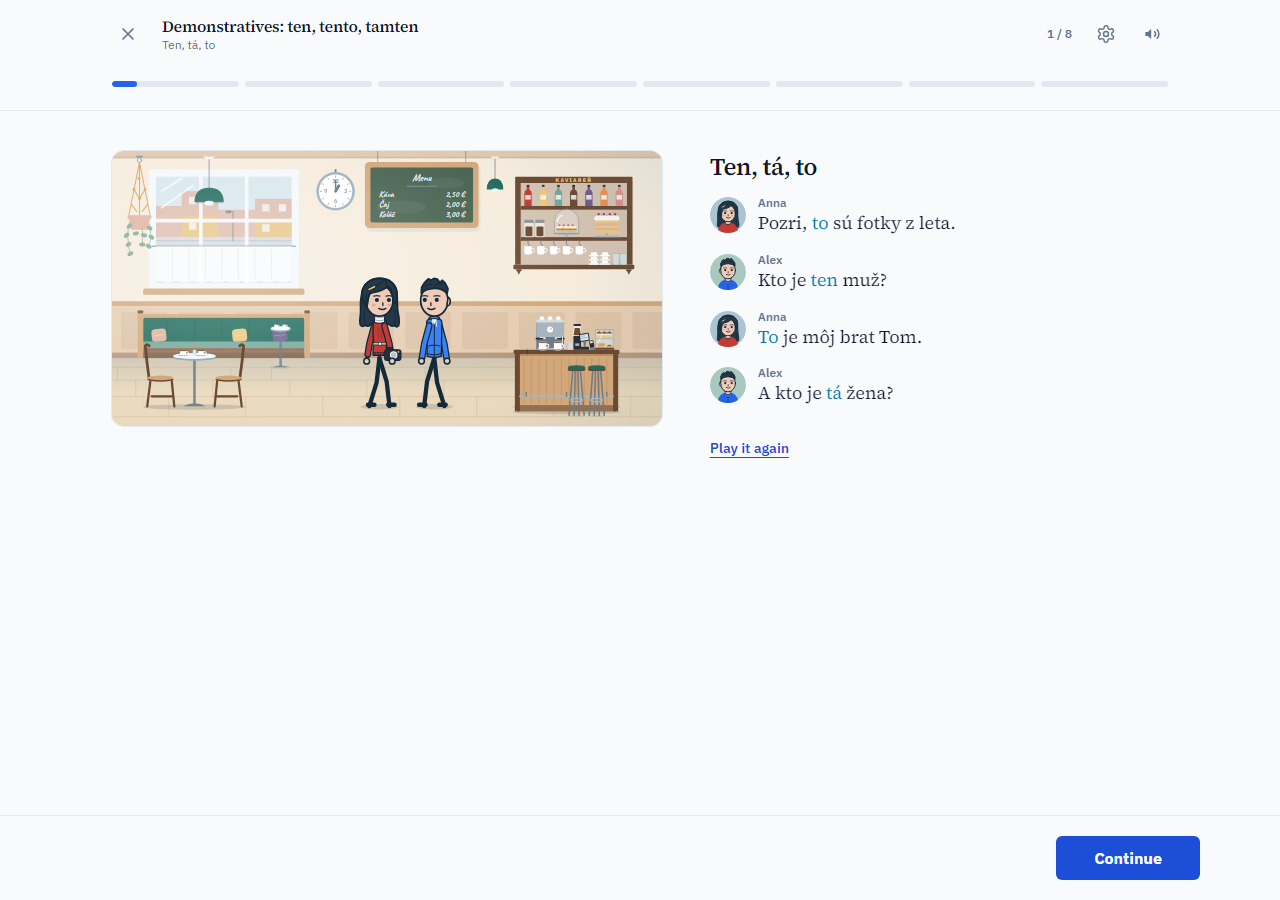 Demonstratives: ten, tento, tamten
Ten, tá, to
1 / 8
Menu
Káva 2,50 €
Čaj 2,00 €
Koláč 3,00 €
KAVIAREŇ
Ten, tá, to
Anna
Pozri, to sú fotky z leta.
Alex
Kto je ten muž?
Anna
To je môj brat Tom.
Alex
A kto je tá žena?
Play it again
Continue